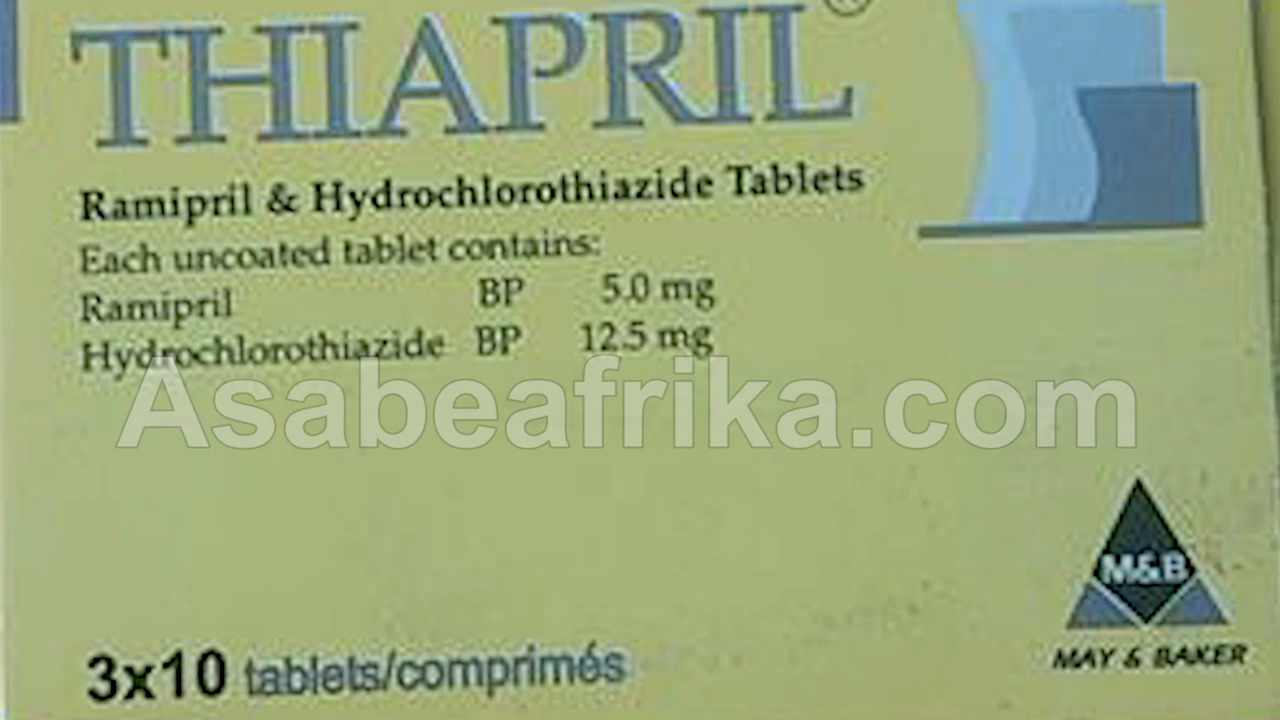 THIAPRIL®
Ramipril & Hydrochlorothiazide Tablets
Each uncoated tablet contains:
Ramipril BP 5.0 mg
Hydrochlorothiazide BP 12.5 mg
Asabeafrika.com
M&B
MAY & BAKER
3x10 tablets/comprimés